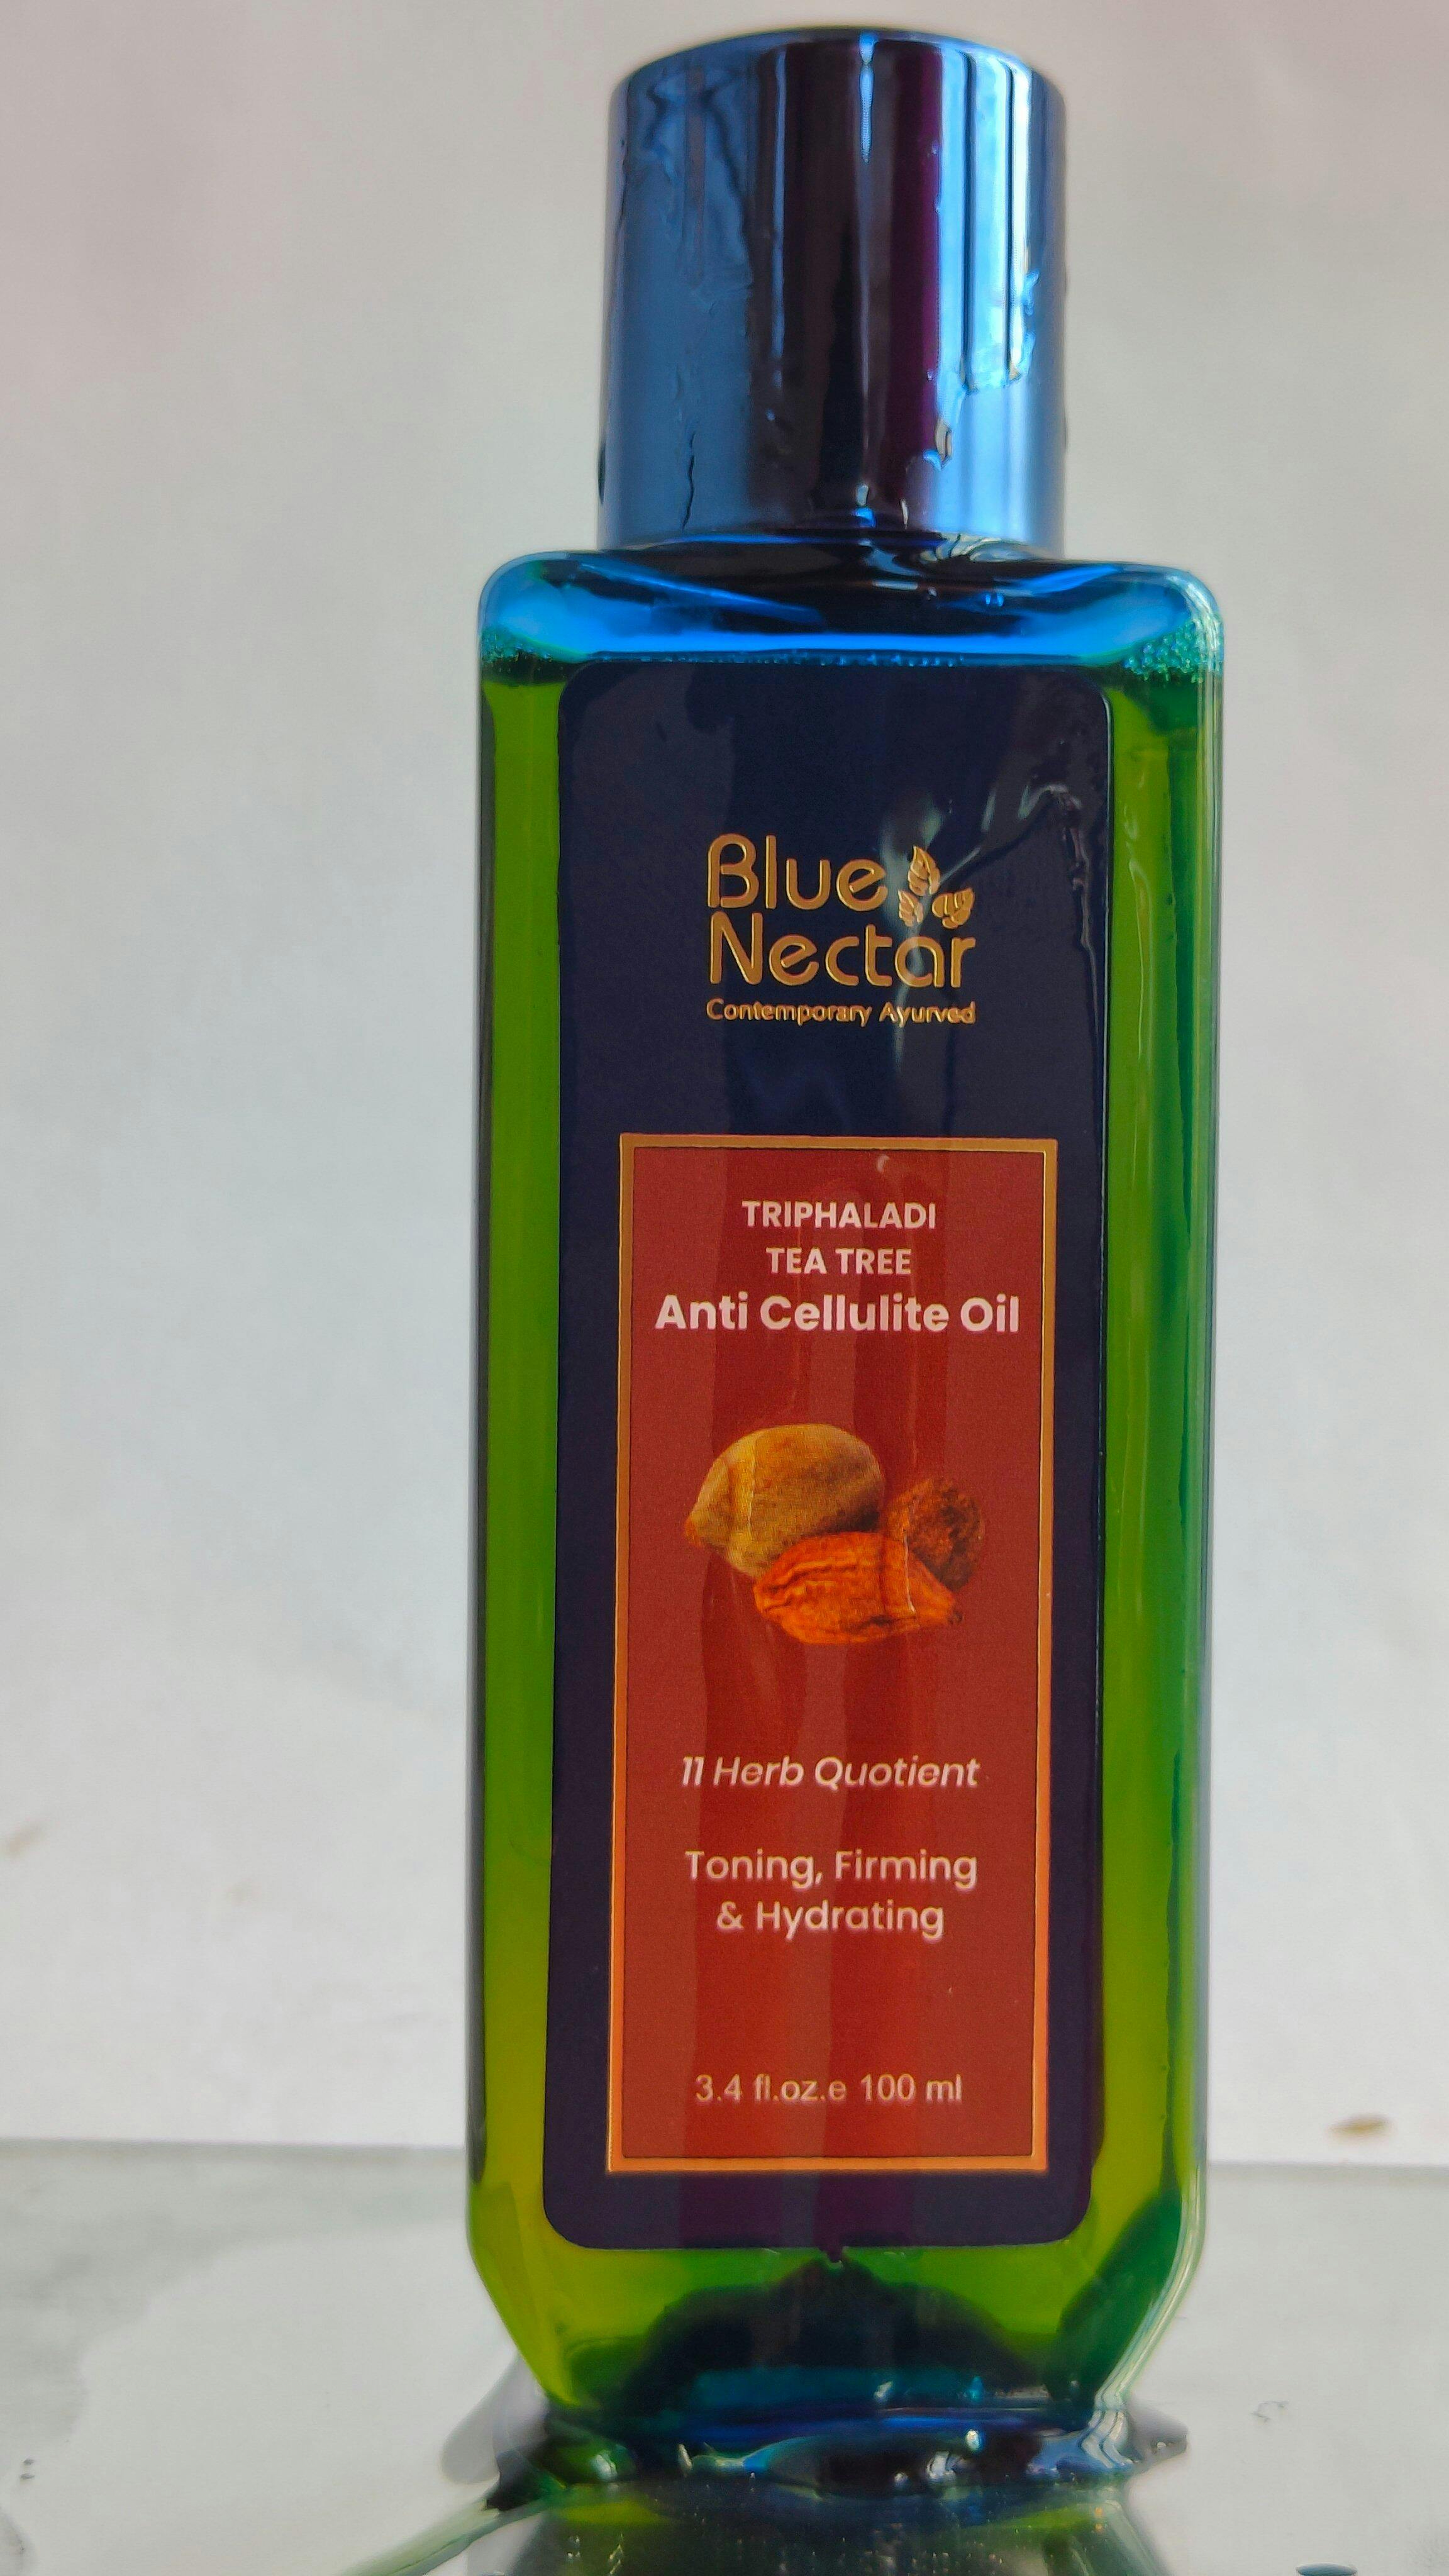 Blue
Nectar
Contemporary Ayurved
TRIPHALADI
TEA TREE
Anti Cellulite Oil
11 Herb Quotient
Toning, Firming
& Hydrating
3.4 fl.oz.e 100 ml